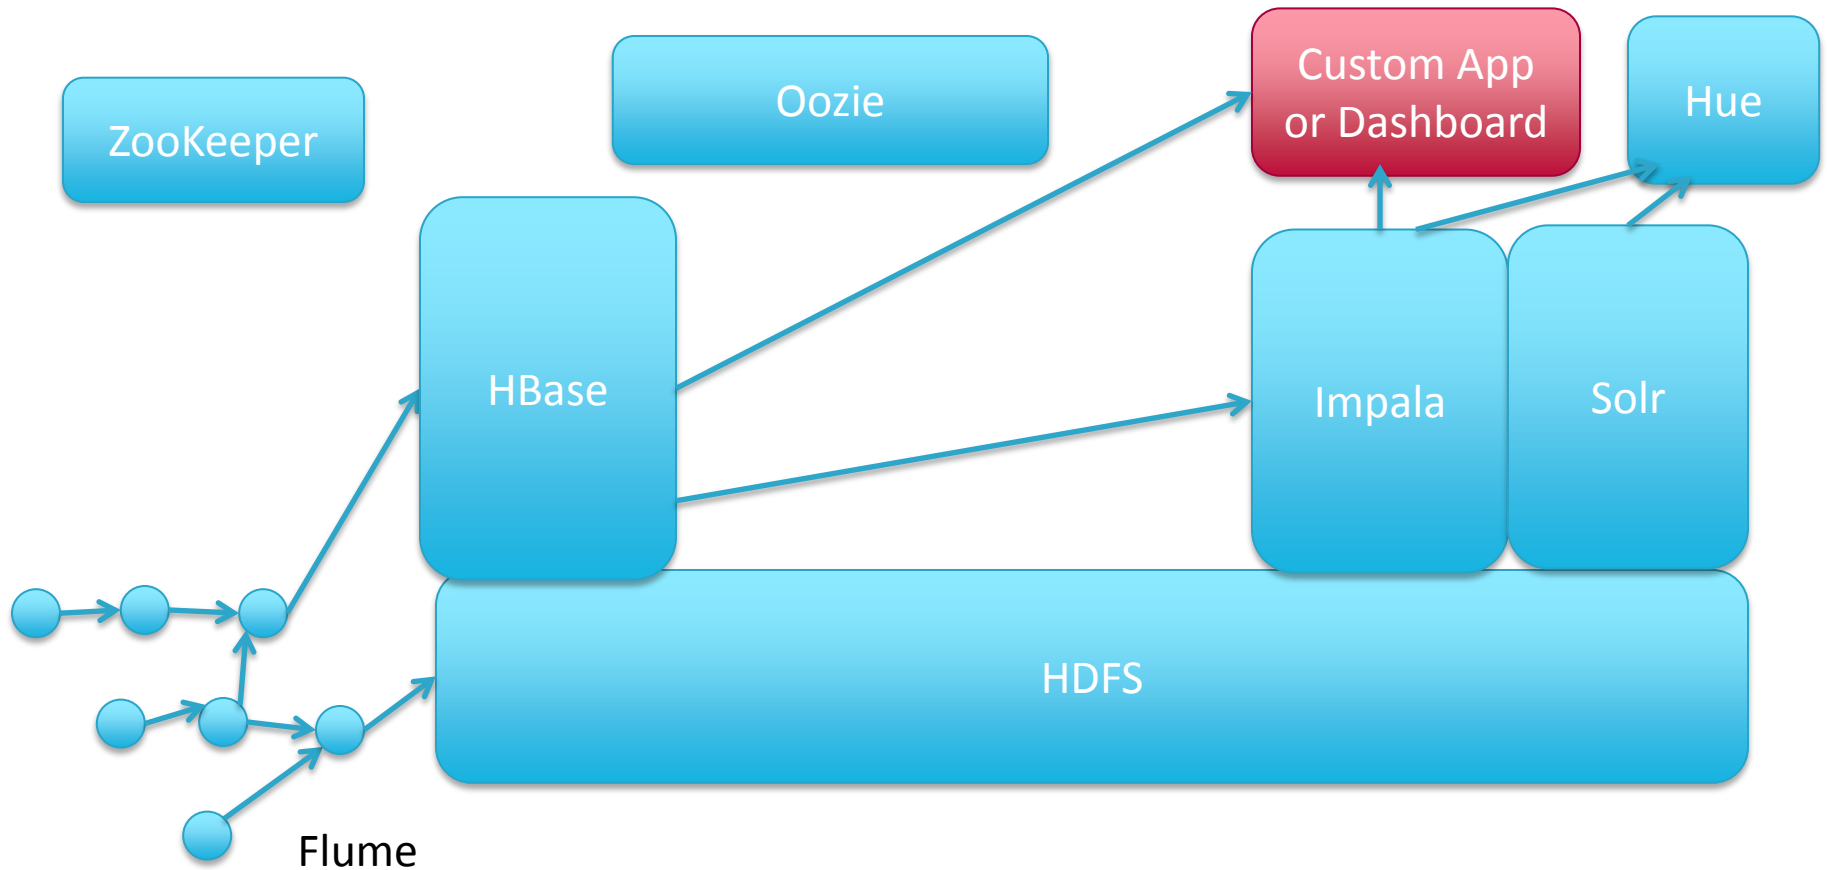 ZooKeeper
Oozie
Custom App
or Dashboard
Hue
HBase
Impala
Solr
HDFS
Flume